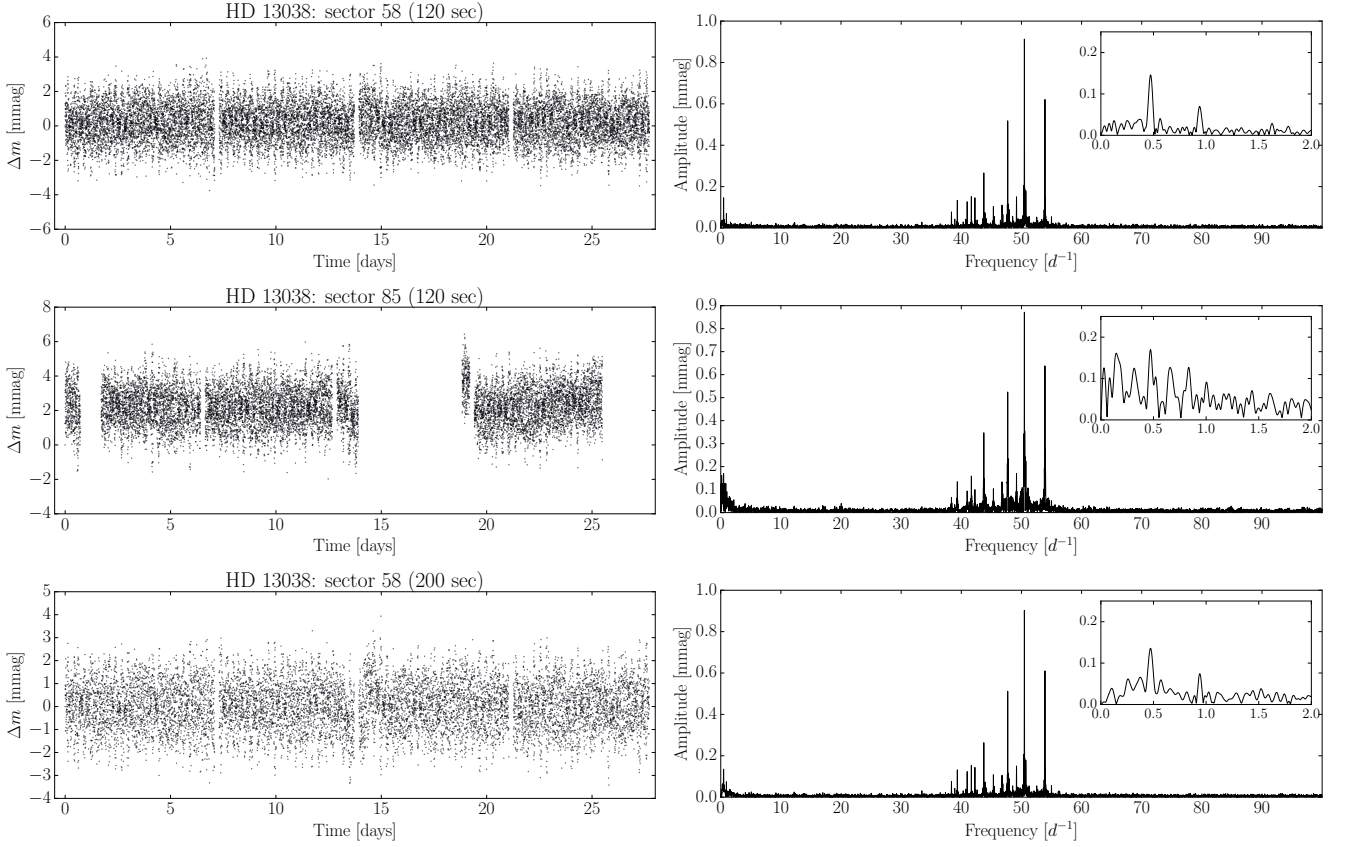 HD 13038: sector 58 (120 sec)
Δm [mmag]
6
4
2
0
−2
−4
−6
0 5 10 15 20 25
Time [days]
Amplitude [mmag]
1.0
0.8
0.6
0.4
0.2
0.0
0 10 20 30 40 50 60 70 80 90
Frequency [d⁻¹]
0.2
0.1
0.0
0.0 0.5 1.0 1.5 2.0
HD 13038: sector 85 (120 sec)
Δm [mmag]
8
6
4
2
0
−2
−4
0 5 10 15 20 25
Time [days]
Amplitude [mmag]
0.9
0.8
0.7
0.6
0.5
0.4
0.3
0.2
0.1
0.0
0 10 20 30 40 50 60 70 80 90
Frequency [d⁻¹]
0.2
0.1
0.0
0.0 0.5 1.0 1.5 2.0
HD 13038: sector 58 (200 sec)
Δm [mmag]
5
4
3
2
1
0
−1
−2
−3
−4
0 5 10 15 20 25
Time [days]
Amplitude [mmag]
1.0
0.8
0.6
0.4
0.2
0.0
0 10 20 30 40 50 60 70 80 90
Frequency [d⁻¹]
0.2
0.1
0.0
0.0 0.5 1.0 1.5 2.0